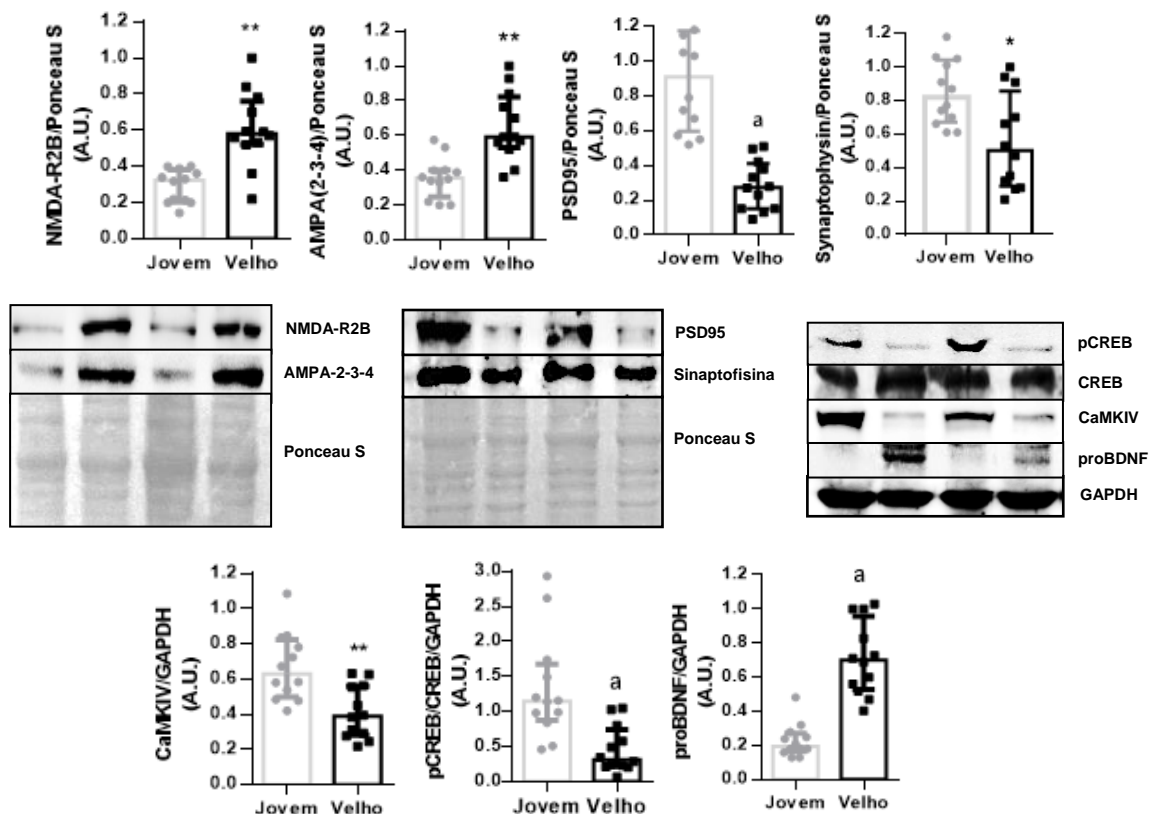 NMDA-R2B/Ponceau S
(A.U.)
1.2
1.0
0.8
0.6
0.4
0.2
0.0
**
Jovem Velho
AMPA(2-3-4)/Ponceau S
(A.U.)
1.2
1.0
0.8
0.6
0.4
0.2
0.0
**
Jovem Velho
PSD95/Ponceau S
(A.U.)
1.2
1.0
0.8
0.6
0.4
0.2
0.0
a
Jovem Velho
Synaptophysin/Ponceau S
(A.U.)
1.2
1.0
0.8
0.6
0.4
0.2
0.0
*
Jovem Velho
NMDA-R2B
AMPA-2-3-4
Ponceau S
PSD95
Sinaptofisina
Ponceau S
pCREB
CREB
CaMKIV
proBDNF
GAPDH
CaMKIV/GAPDH
(A.U.)
1.2
1.0
0.8
0.6
0.4
0.2
0.0
**
Jovem Velho
pCREB/CREB/GAPDH
(A.U.)
3.0
2.5
2.0
1.5
1.0
0.5
0.0
a
Jovem Velho
proBDNF/GAPDH
(A.U.)
1.2
1.0
0.8
0.6
0.4
0.2
0.0
a
Jovem Velho